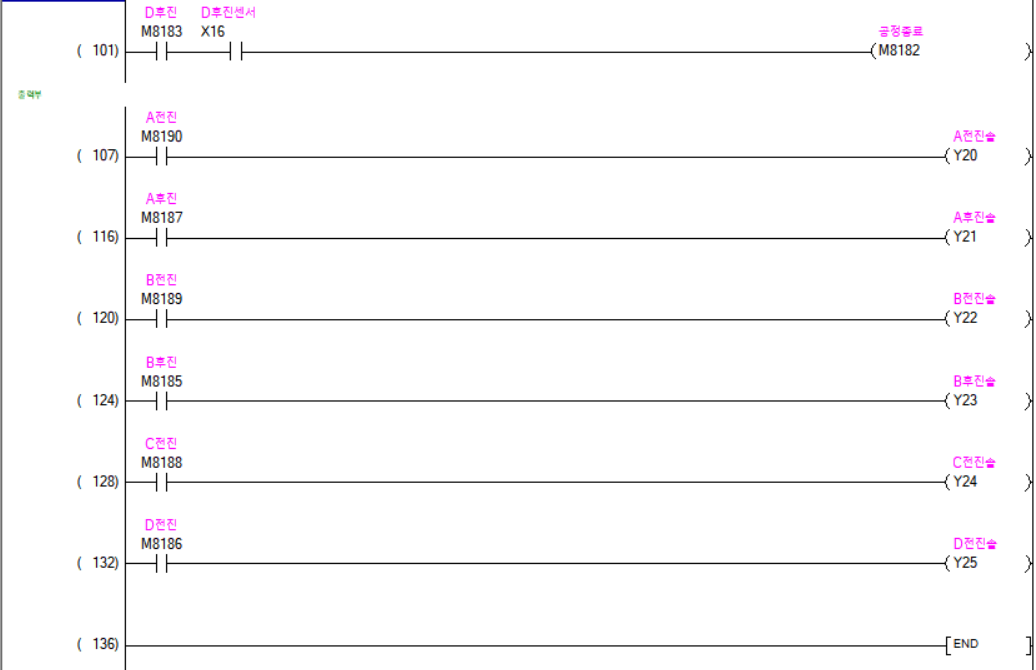 D후진 D후진센서
M8183 X16 공정종료
( 101) ( M8182 )
출력부
A전진
M8190 A전진솔
( 107) ( Y20 )
A후진
M8187 A후진솔
( 116) ( Y21 )
B전진
M8189 B전진솔
( 120) ( Y22 )
B후진
M8185 B후진솔
( 124) ( Y23 )
C전진
M8188 C전진솔
( 128) ( Y24 )
D전진
M8186 D전진솔
( 132) ( Y25 )
( 136) [ END ]